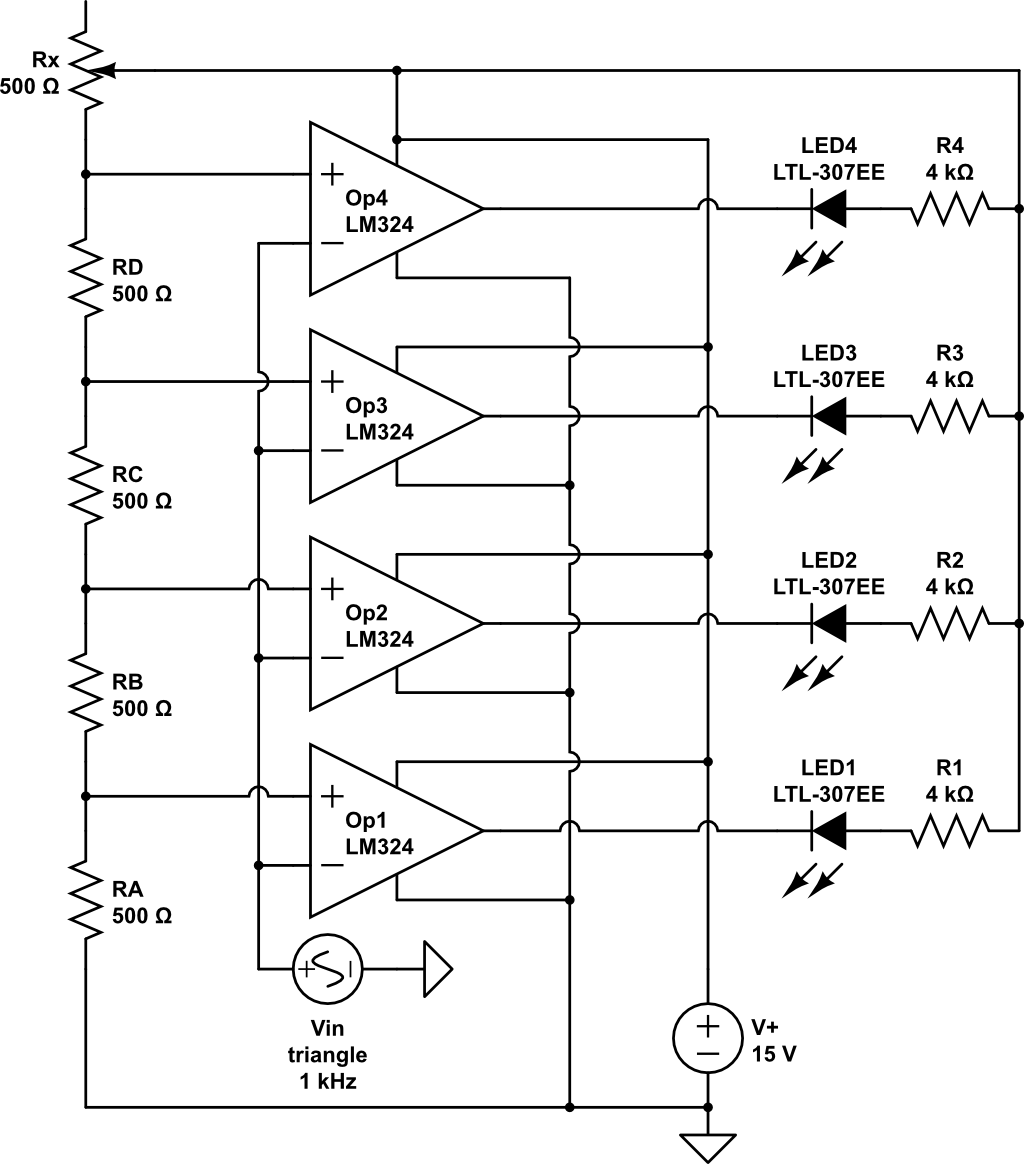 Rx
500 Ω
+
−
Op4
LM324
LED4
LTL-307EE
R4
4 kΩ
RD
500 Ω
+
−
Op3
LM324
LED3
LTL-307EE
R3
4 kΩ
RC
500 Ω
+
−
Op2
LM324
LED2
LTL-307EE
R2
4 kΩ
RB
500 Ω
+
−
Op1
LM324
LED1
LTL-307EE
R1
4 kΩ
RA
500 Ω
Vin
triangle
1 kHz
+
−
V+
15 V